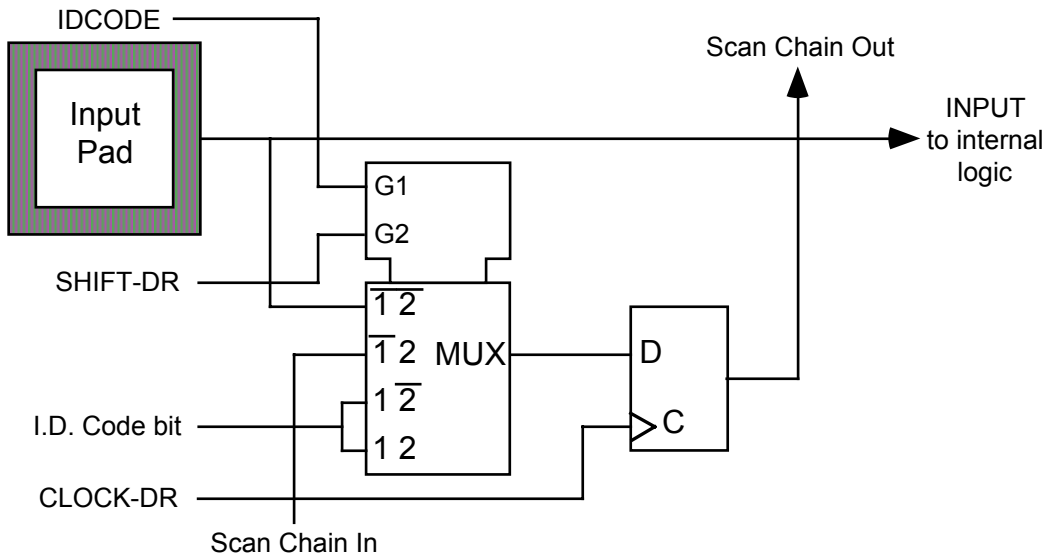 IDCODE
Input
Pad
Scan Chain Out
INPUT
to internal
logic
G1
G2
SHIFT-DR
1̅ 2̅
1̅ 2
MUX
D
1 2̅
I.D. Code bit
1 2
C
CLOCK-DR
Scan Chain In